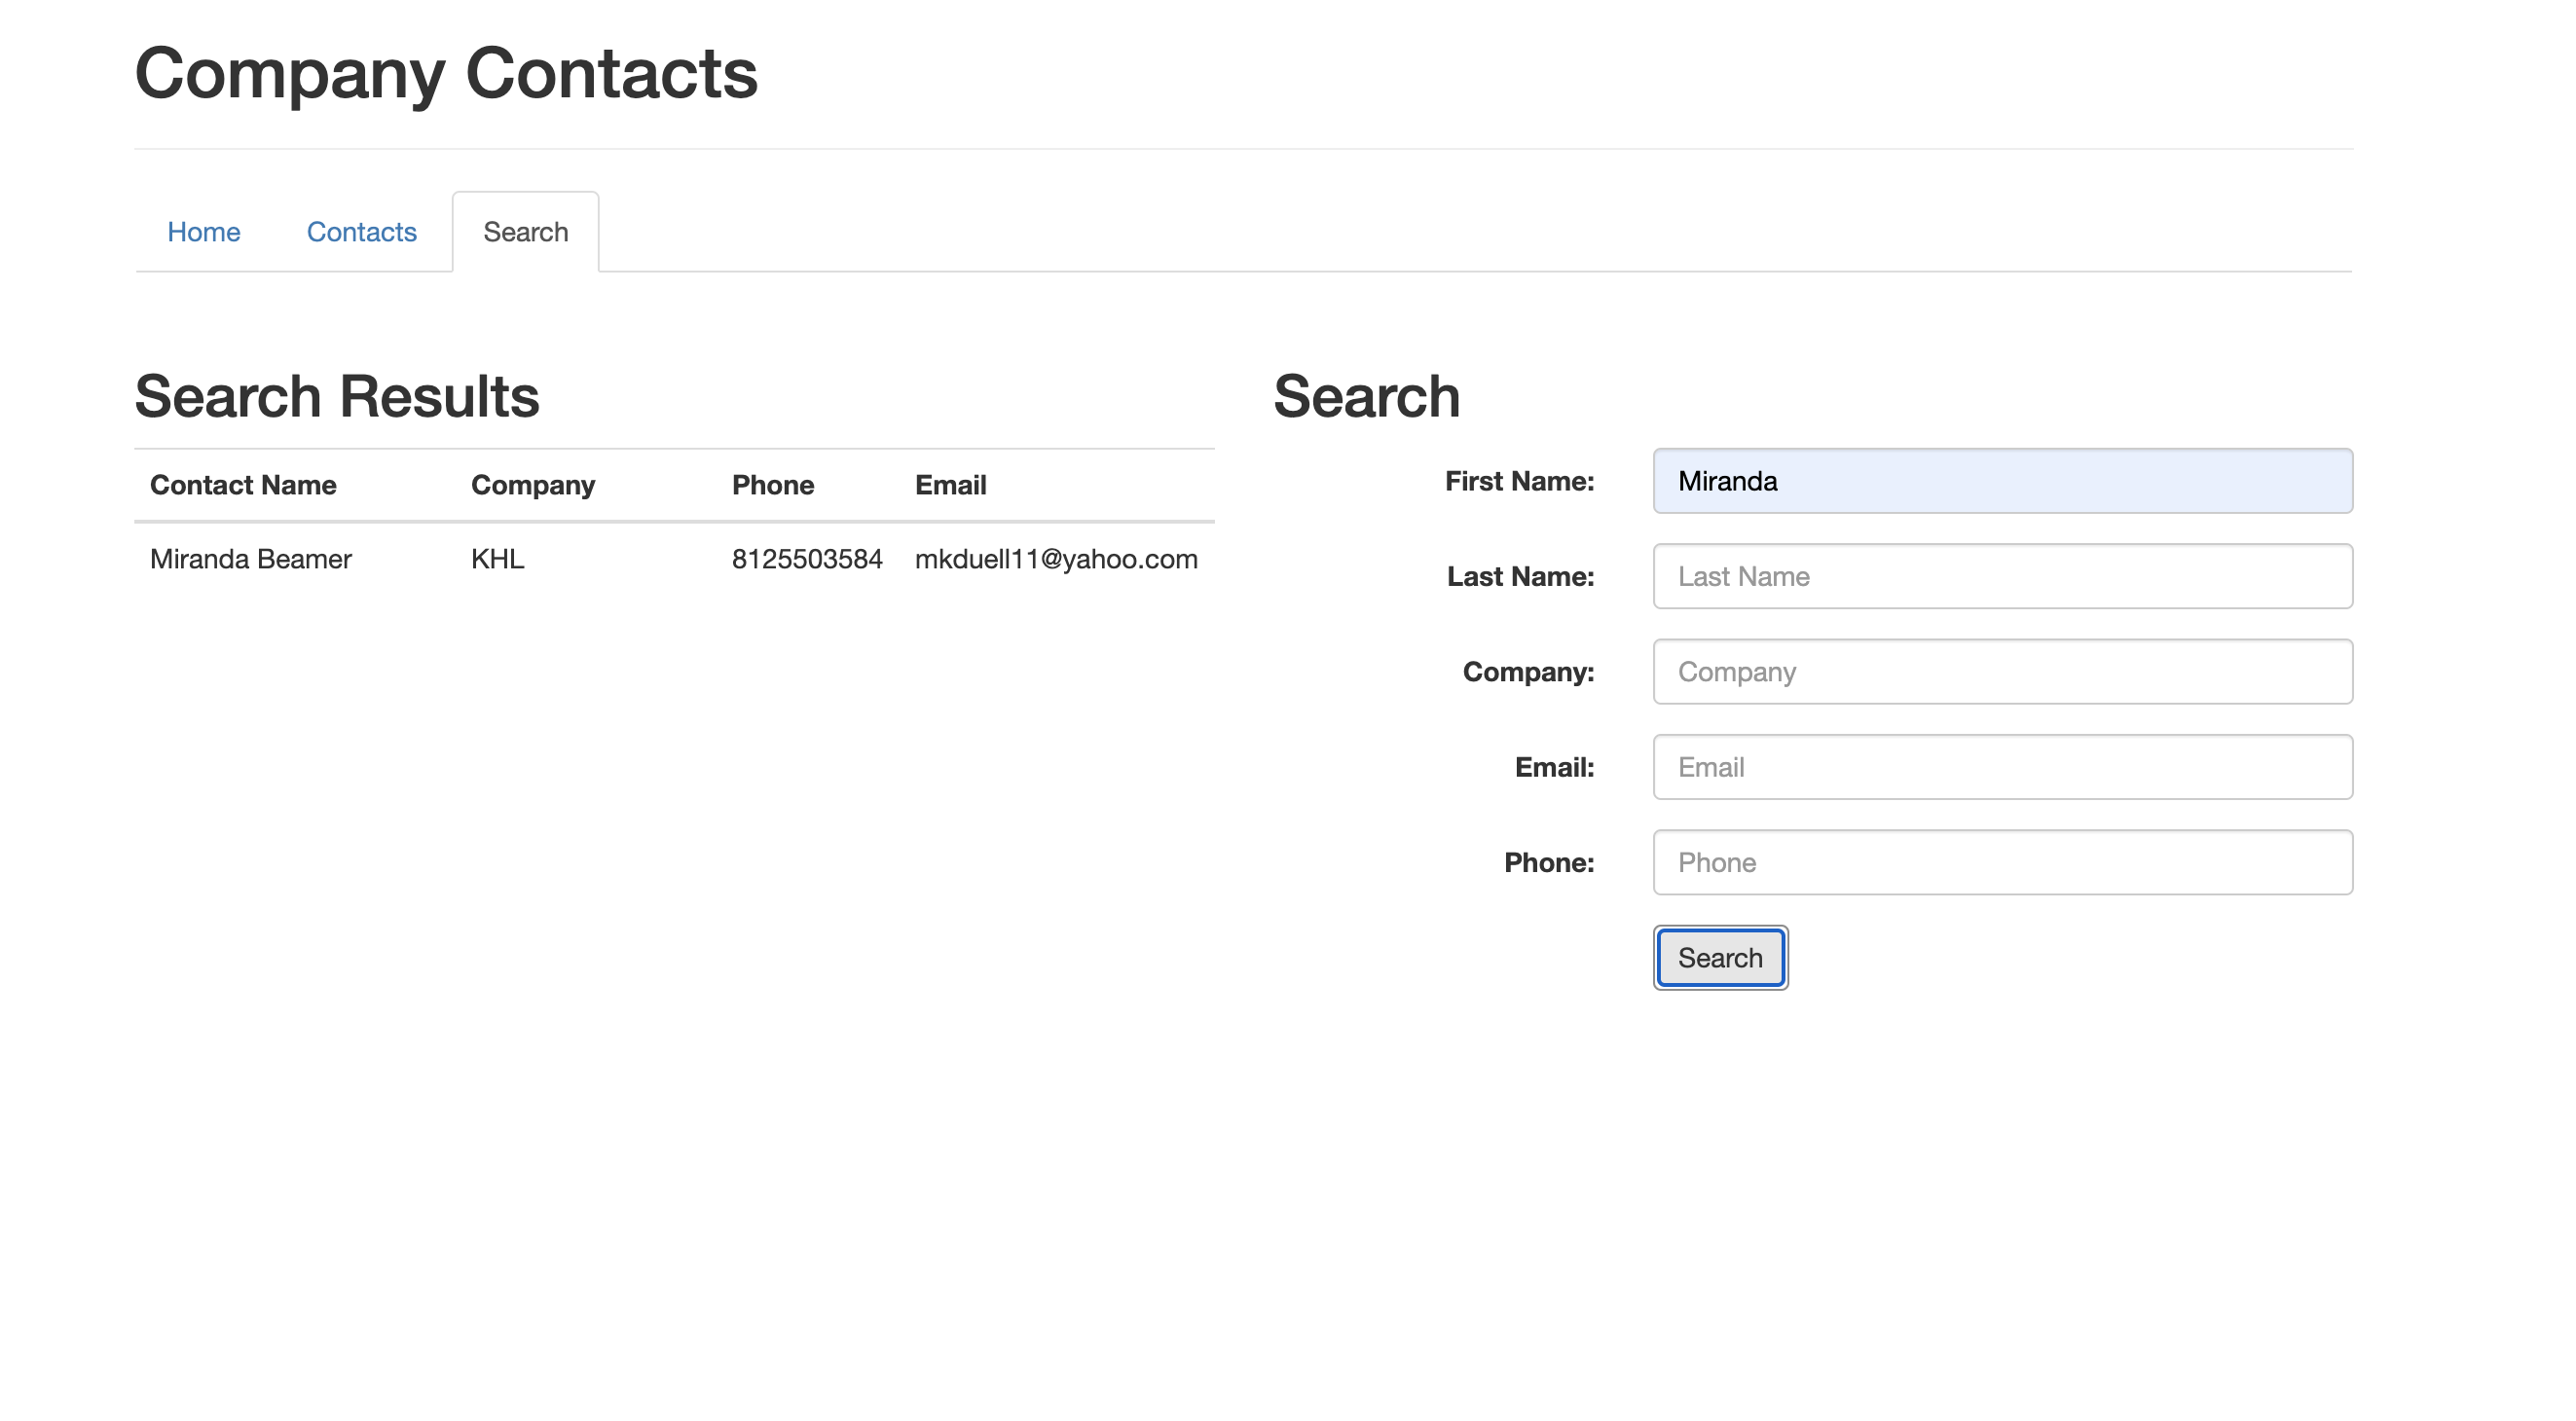 Company Contacts
Home Contacts Search
Search Results
Contact Name Company Phone Email
Miranda Beamer KHL 8125503584 mkduell11@yahoo.com
Search
First Name: Miranda
Last Name: Last Name
Company: Company
Email: Email
Phone: Phone
Search